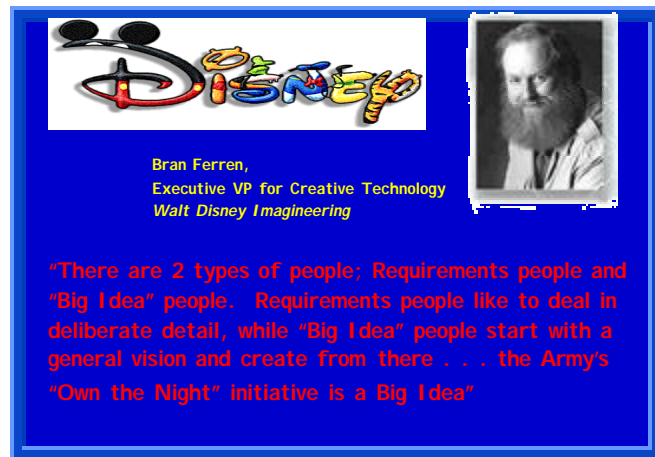 Disney
Bran Ferren,
Executive VP for Creative Technology
Walt Disney Imagineering
“There are 2 types of people; Requirements people and
“Big Idea” people.  Requirements people like to deal in
deliberate detail, while “Big Idea” people start with a
general vision and create from there . . . the Army’s
“Own the Night” initiative is a Big Idea”